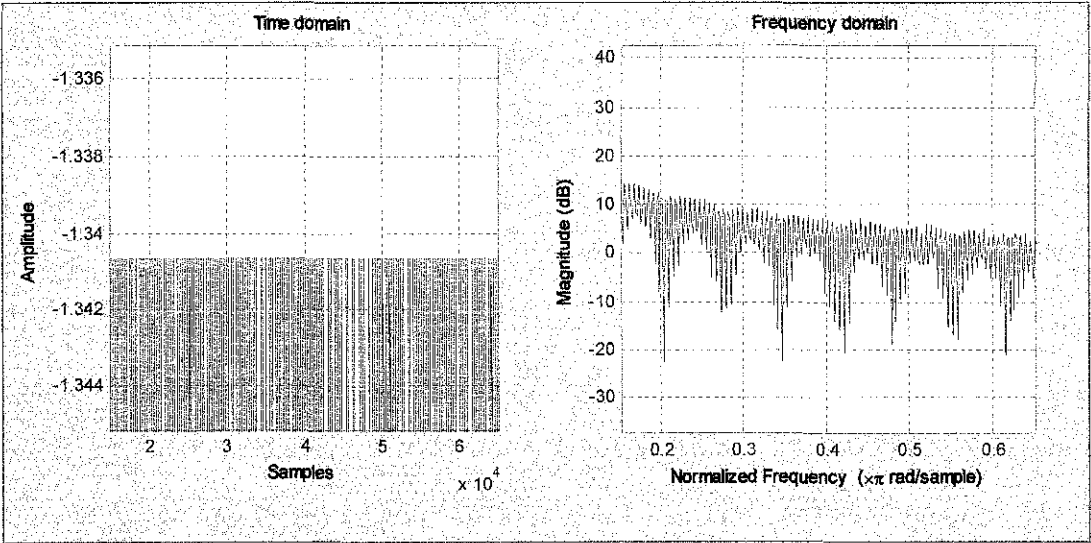 Time domain
-1.336
-1.338
-1.34
-1.342
-1.344
Amplitude
2 3 4 5 6
Samples
x 10^4
Frequency domain
40
30
20
10
0
-10
-20
-30
Magnitude (dB)
0.2 0.3 0.4 0.5 0.6
Normalized Frequency (×π rad/sample)